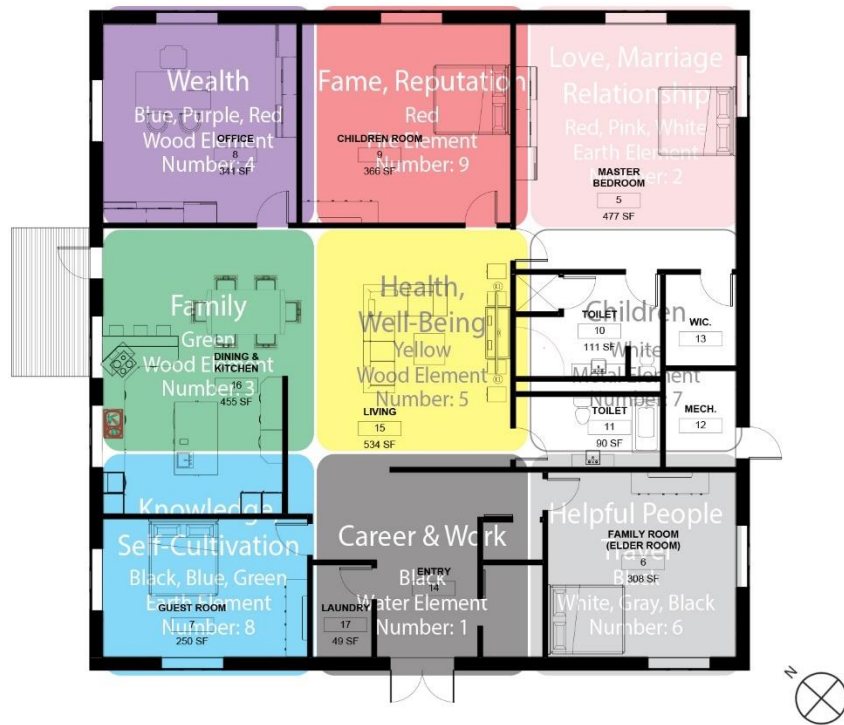 Wealth
Blue, Purple, Red
Wood Element
Number: 4
OFFICE
8
341 SF
Fame, Reputation
Red
Fire Element
Number: 9
CHILDREN ROOM
9
366 SF
Love, Marriage
Relationship
Red, Pink, White
Earth Element
Number: 2
MASTER
BEDROOM
5
477 SF
Family
Green
Wood Element
Number: 3
DINING &
KITCHEN
16
455 SF
Health,
Well-Being
Yellow
Wood Element
Number: 5
LIVING
15
534 SF
Children
White
Metal Element
Number: 7
TOILET
10
111 SF
WIC.
13
TOILET
11
90 SF
MECH.
12
Knowledge,
Self-Cultivation
Black, Blue, Green
Earth Element
Number: 8
GUEST ROOM
7
250 SF
Career & Work
Black
Water Element
Number: 1
ENTRY
14
LAUNDRY
17
49 SF
Helpful People
Travel
White, Gray, Black
Number: 6
FAMILY ROOM
(ELDER ROOM)
6
308 SF
N